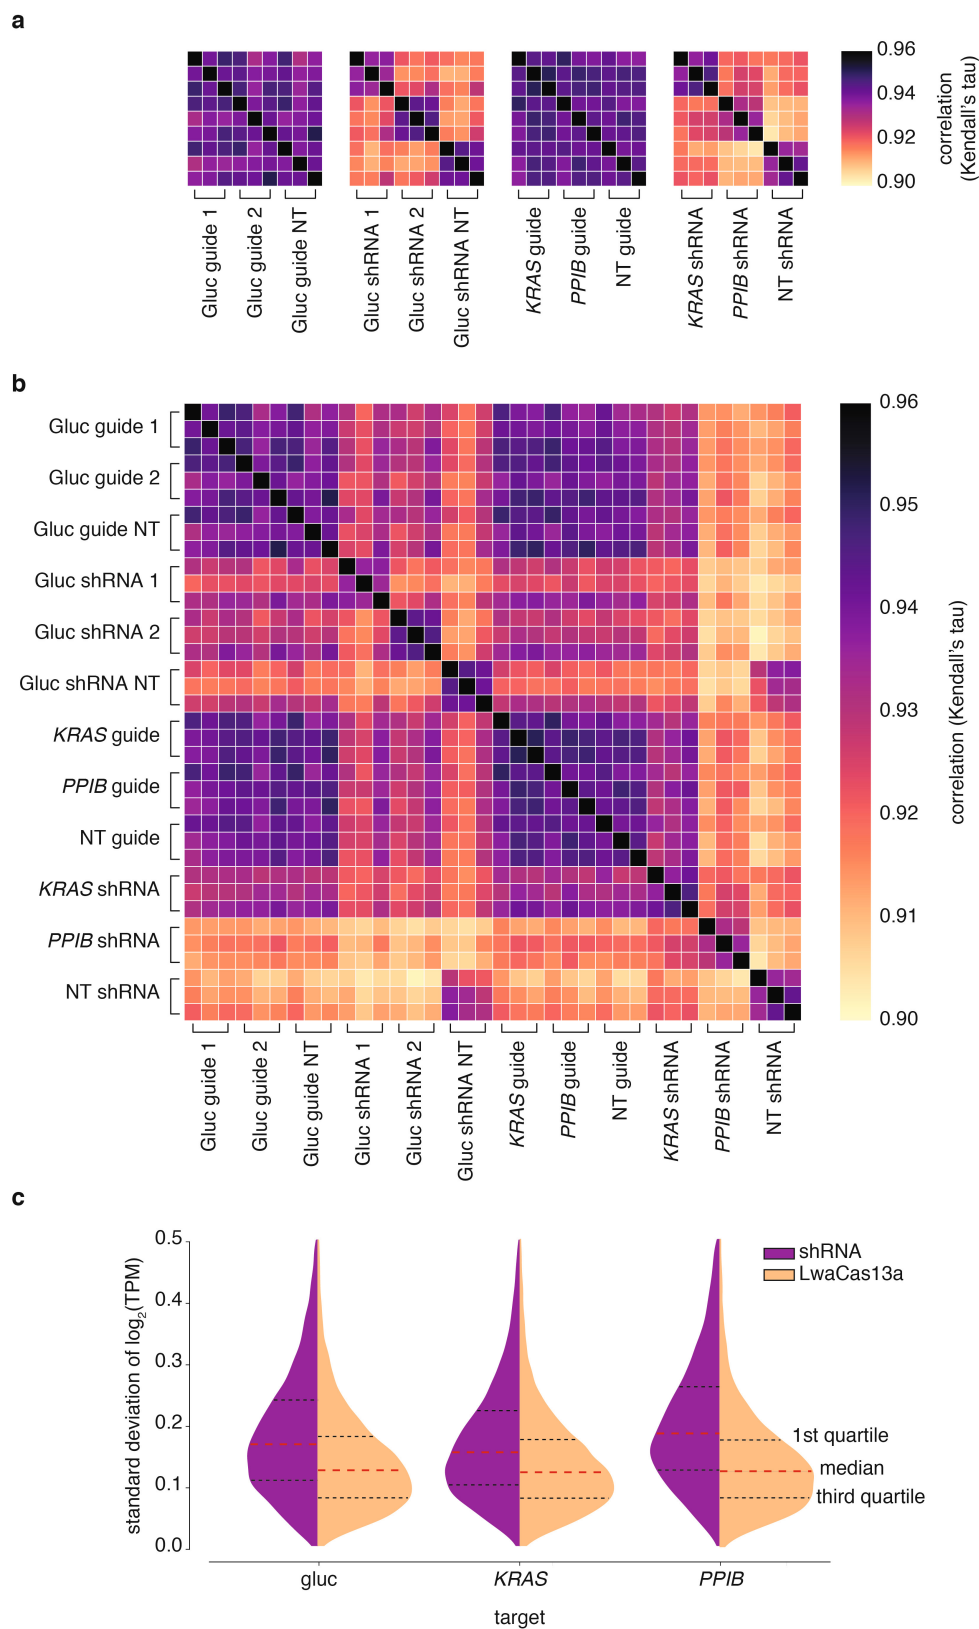 a
0.96
0.94
0.92
0.90
correlation
(Kendall's tau)
Gluc guide 1
Gluc guide 2
Gluc guide NT
Gluc shRNA 1
Gluc shRNA 2
Gluc shRNA NT
KRAS guide
PPIB guide
NT guide
KRAS shRNA
PPIB shRNA
NT shRNA
b
Gluc guide 1
Gluc guide 2
Gluc guide NT
Gluc shRNA 1
Gluc shRNA 2
Gluc shRNA NT
KRAS guide
PPIB guide
NT guide
KRAS shRNA
PPIB shRNA
NT shRNA
0.96
0.95
0.94
0.93
0.92
0.91
0.90
correlation (Kendall's tau)
Gluc guide 1
Gluc guide 2
Gluc guide NT
Gluc shRNA 1
Gluc shRNA 2
Gluc shRNA NT
KRAS guide
PPIB guide
NT guide
KRAS shRNA
PPIB shRNA
NT shRNA
c
standard deviation of log2(TPM)
0.5
0.4
0.3
0.2
0.1
0.0
shRNA
LwaCas13a
1st quartile
median
third quartile
gluc
KRAS
PPIB
target